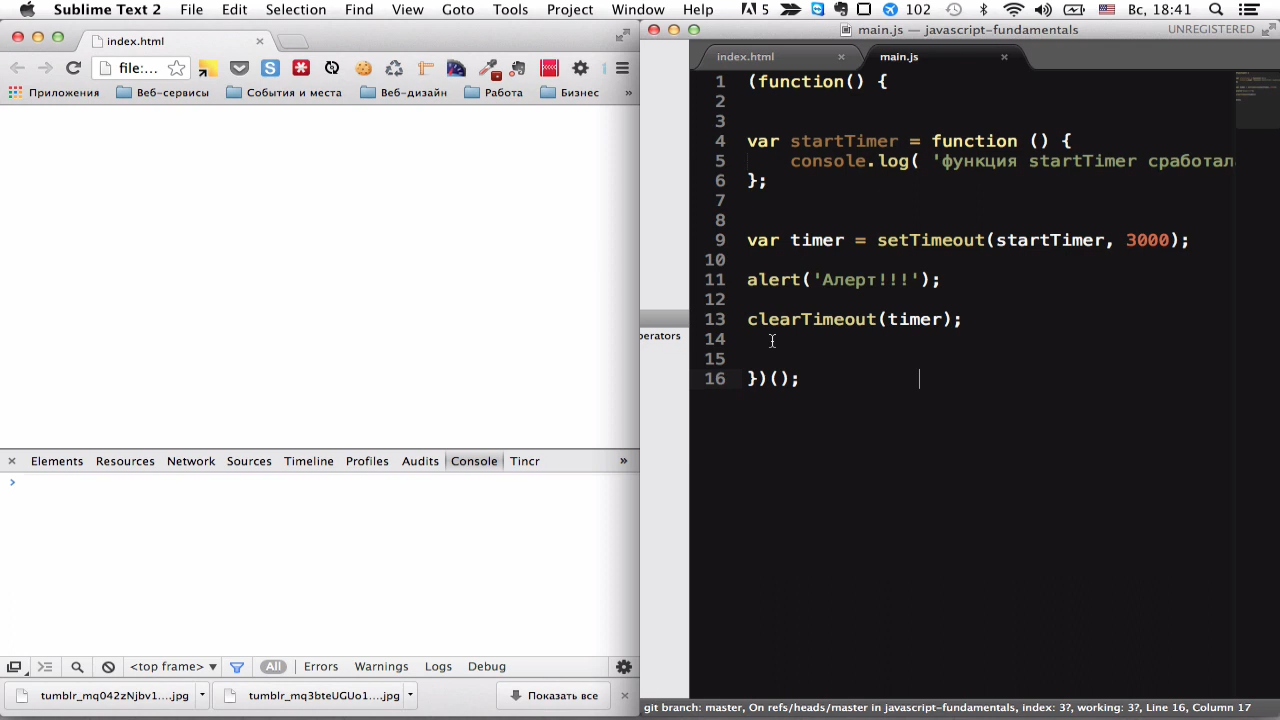 Sublime Text 2 File Edit Selection Find View Goto Tools Project Window Help 5 102 Вс, 18:41
index.html
file:...
Приложения Веб-сервисы События и места Веб-дизайн Работа Бизнес »
Elements Resources Network Sources Timeline Profiles Audits Console Tincr »
>
<top frame> All Errors Warnings Logs Debug
tumblr_mq042zNjbv1....jpg tumblr_mq3bteUGUo1....jpg Показать все
main.js — javascript-fundamentals UNREGISTERED
index.html main.js
perators
1 (function() {
2
3
4 var startTimer = function () {
5 console.log( 'функция startTimer сработала
6 };
7
8
9 var timer = setTimeout(startTimer, 3000);
10
11 alert('Алерт!!!');
12
13 clearTimeout(timer);
14
15
16 })();
git branch: master, On refs/heads/master in javascript-fundamentals, index: 3?, working: 3?, Line 16, Column 17